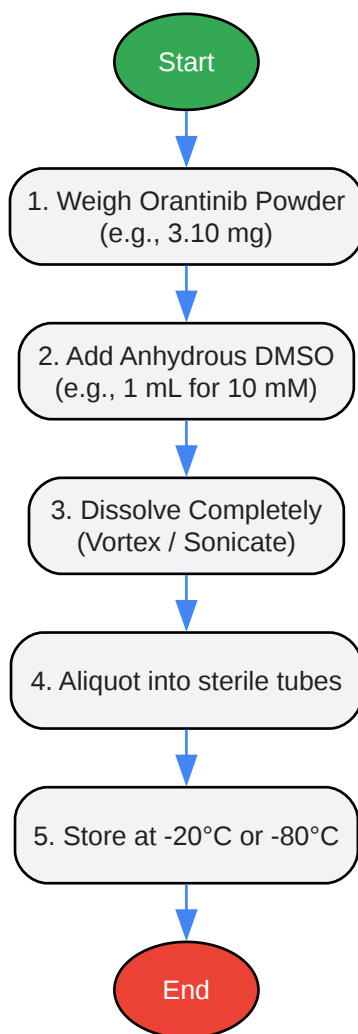 Start
1. Weigh Orantinib Powder
(e.g., 3.10 mg)
2. Add Anhydrous DMSO
(e.g., 1 mL for 10 mM)
3. Dissolve Completely
(Vortex / Sonicate)
4. Aliquot into sterile tubes
5. Store at -20°C or -80°C
End